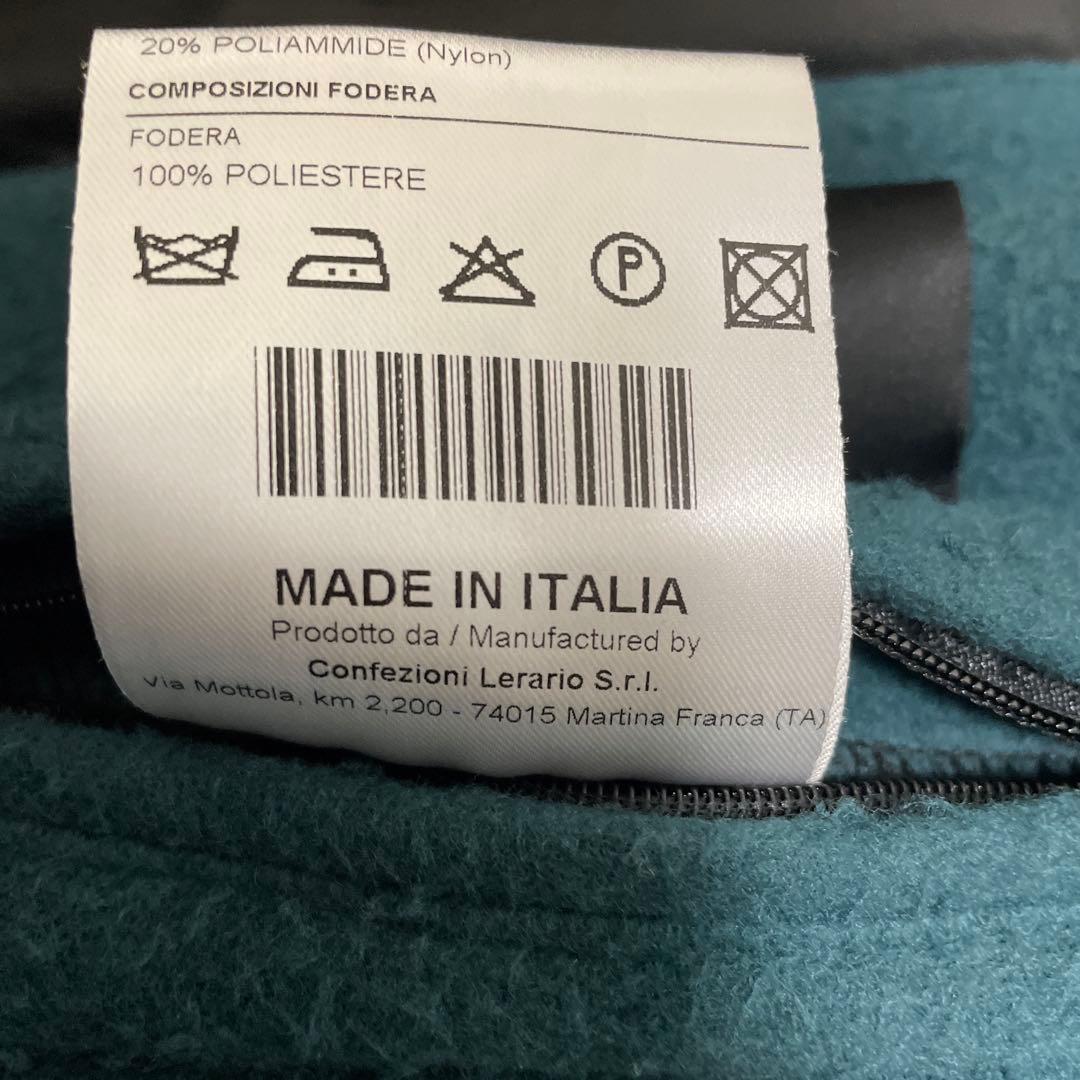 20% POLIAMMIDE (Nylon)
COMPOSIZIONI FODERA
FODERA
100% POLIESTERE
P
MADE IN ITALIA
Prodotto da / Manufactured by
Confezioni Lerario S.r.l.
Via Mottola, km 2,200 - 74015 Martina Franca (TA)